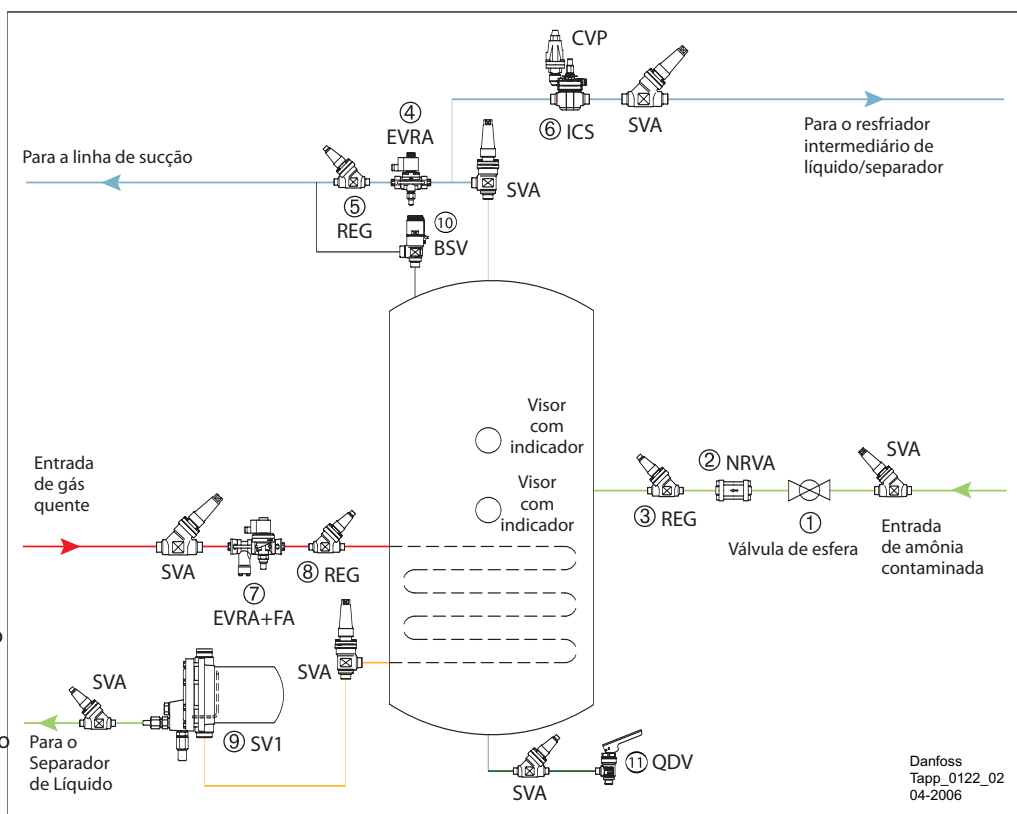 CVP
④
EVRA
⑥ ICS
SVA
Para a linha de sucção
Para o resfriador
intermediário de
líquido/separador
SVA
⑤
REG
⑩
BSV
Visor
com
indicador
Entrada
de gás
quente
Visor
com
indicador
SVA
② NRVA
③ REG
①
Válvula de esfera
Entrada
de amônia
contaminada
SVA
⑧ REG
⑦
EVRA+FA
o
SVA
SVA
⑨ SV1
o
Para o
Separador
de Líquido
⑪ QDV
SVA
Danfoss
Tapp_0122_02
04-2006